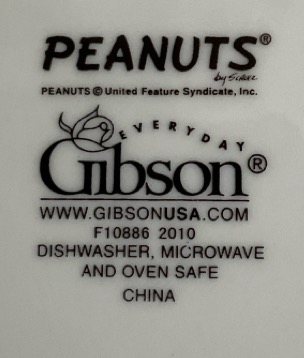 PEANUTS®
by SCHULZ
PEANUTS © United Feature Syndicate, Inc.
EVERYDAY
Gibson®
WWW.GIBSONUSA.COM
F10886 2010
DISHWASHER, MICROWAVE
AND OVEN SAFE
CHINA